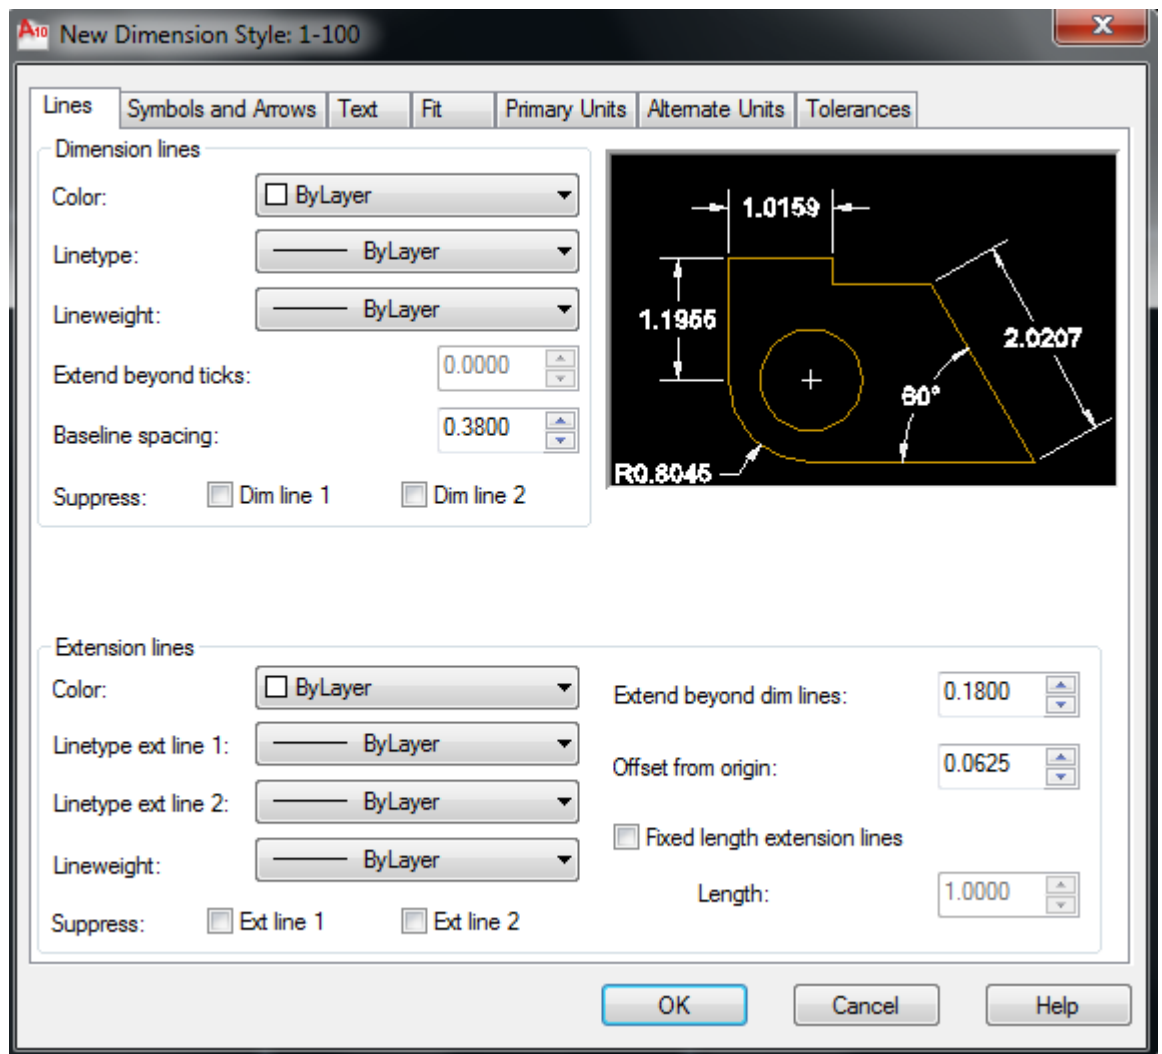 A10 New Dimension Style: 1-100
X
Lines Symbols and Arrows Text Fit Primary Units Alternate Units Tolerances
Dimension lines
Color: ByLayer
Linetype: ByLayer
Lineweight: ByLayer
Extend beyond ticks: 0.0000
Baseline spacing: 0.3800
Suppress: Dim line 1 Dim line 2
1.0159
1.1955
2.0207
60°
R0.8045
Extension lines
Color: ByLayer
Linetype ext line 1: ByLayer
Linetype ext line 2: ByLayer
Lineweight: ByLayer
Suppress: Ext line 1 Ext line 2
Extend beyond dim lines: 0.1800
Offset from origin: 0.0625
Fixed length extension lines
Length: 1.0000
OK Cancel Help